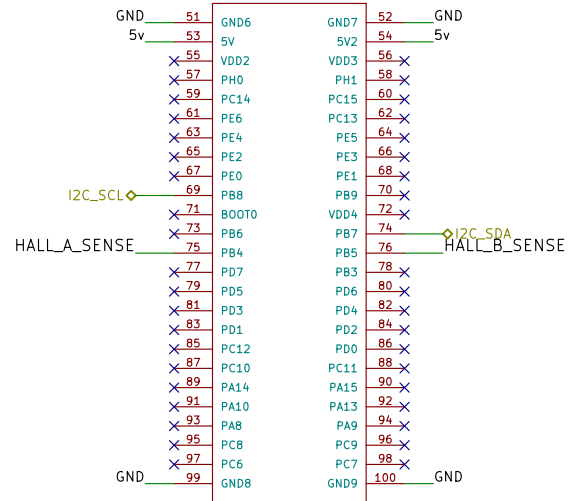 GND 51 GND6 GND7 52 GND
5v 53 5V 5V2 54 5v
55 VDD2 VDD3 56
57 PH0 PH1 58
59 PC14 PC15 60
61 PE6 PC13 62
63 PE4 PE5 64
65 PE2 PE3 66
67 PE0 PE1 68
I2C_SCL 69 PB8 PB9 70
71 BOOT0 VDD4 72
73 PB6 PB7 74 I2C_SDA
HALL_A_SENSE 75 PB4 PB5 76 HALL_B_SENSE
77 PD7 PB3 78
79 PD5 PD6 80
81 PD3 PD4 82
83 PD1 PD2 84
85 PC12 PD0 86
87 PC10 PC11 88
89 PA14 PA15 90
91 PA10 PA13 92
93 PA8 PA9 94
95 PC8 PC9 96
97 PC6 PC7 98
GND 99 GND8 GND9 100 GND